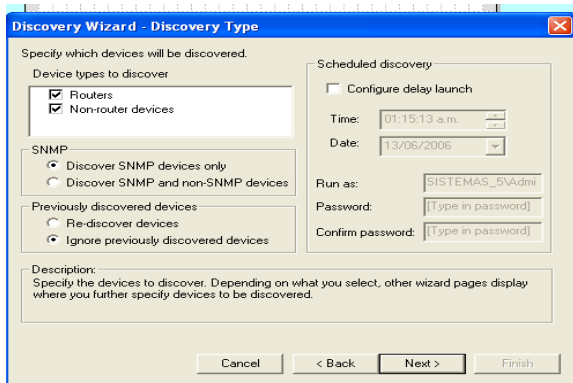 Discovery Wizard - Discovery Type
Specify which devices will be discovered.
Device types to discover
Routers
Non-router devices
SNMP
Discover SNMP devices only
Discover SNMP and non-SNMP devices
Previously discovered devices
Re-discover devices
Ignore previously discovered devices
Scheduled discovery
Configure delay launch
Time: 01:15:13 a.m.
Date: 13/06/2006
Run as: SISTEMAS_5\Admi
Password: [Type in password]
Confirm password: [Type in password]
Description:
Specify the devices to discover. Depending on what you select, other wizard pages display
where you further specify devices to be discovered.
Cancel < Back Next > Finish